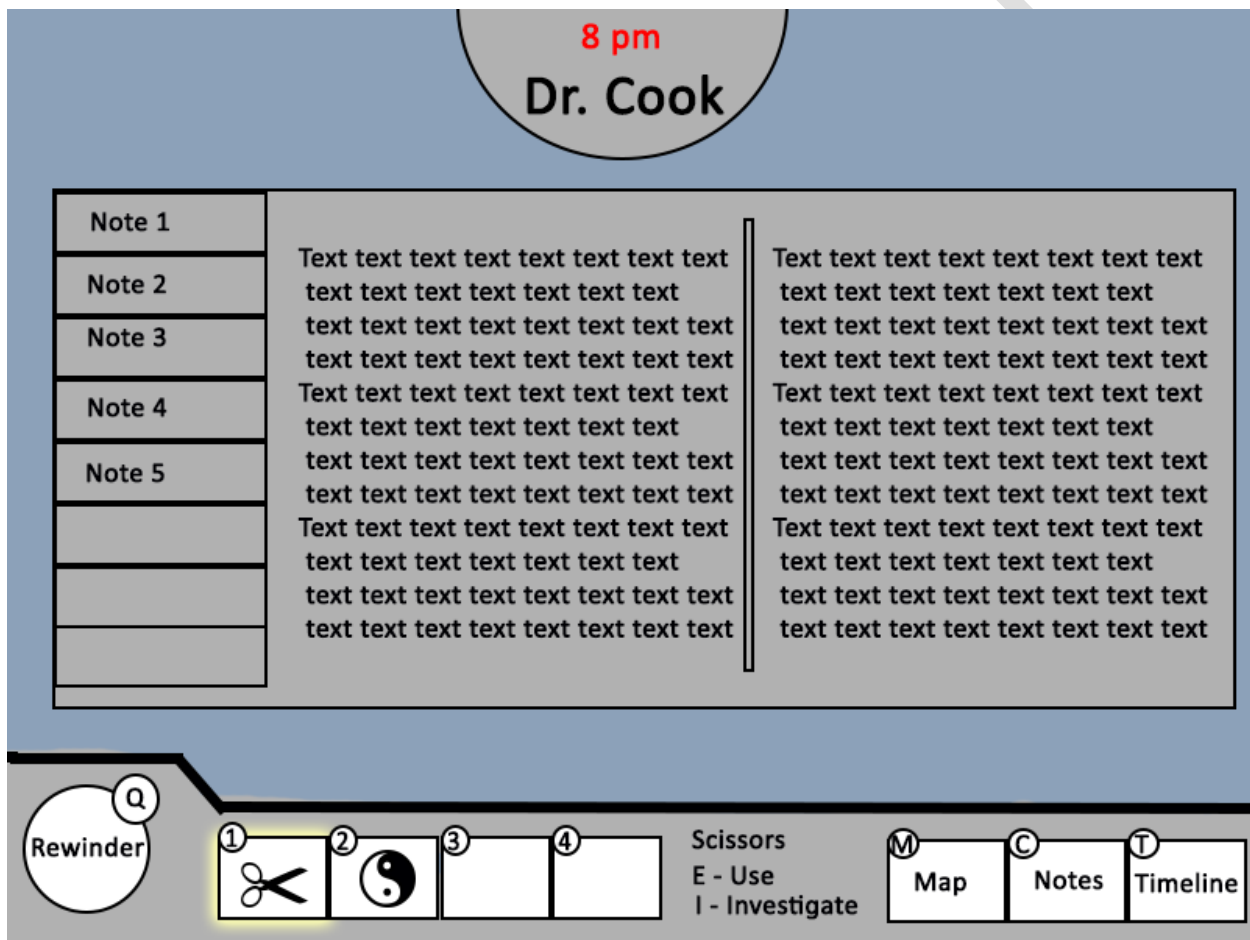 8 pm
Dr. Cook
Note 1
Note 2
Note 3
Note 4
Note 5
Text text text text text text text text
text text text text text text text
text text text text text text text text
text text text text text text text text
Text text text text text text text text
text text text text text text text
text text text text text text text text
text text text text text text text text
Text text text text text text text text
text text text text text text text
text text text text text text text text
text text text text text text text text
Text text text text text text text text
text text text text text text text
text text text text text text text text
text text text text text text text text
Text text text text text text text text
text text text text text text text
text text text text text text text text
text text text text text text text text
Text text text text text text text text
text text text text text text text
text text text text text text text text
text text text text text text text text
Q
Rewinder
1
2
3
4
Scissors
E - Use
I - Investigate
M
Map
C
Notes
T
Timeline